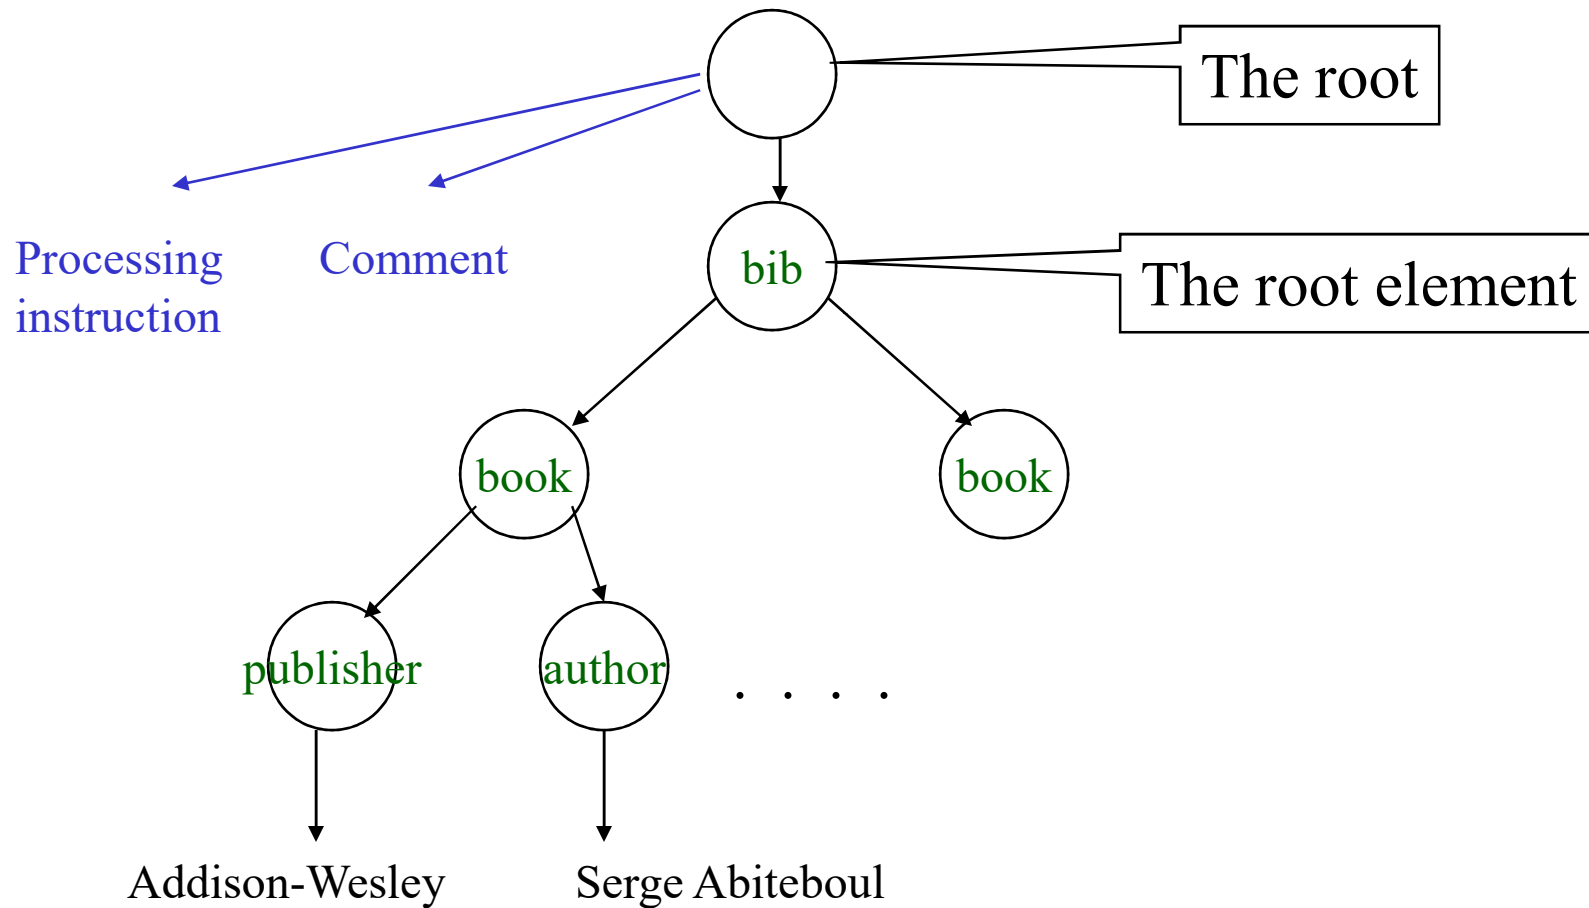 The root
Processing
instruction
Comment
bib
The root element
book
book
publisher
author
. . . .
Addison-Wesley
Serge Abiteboul